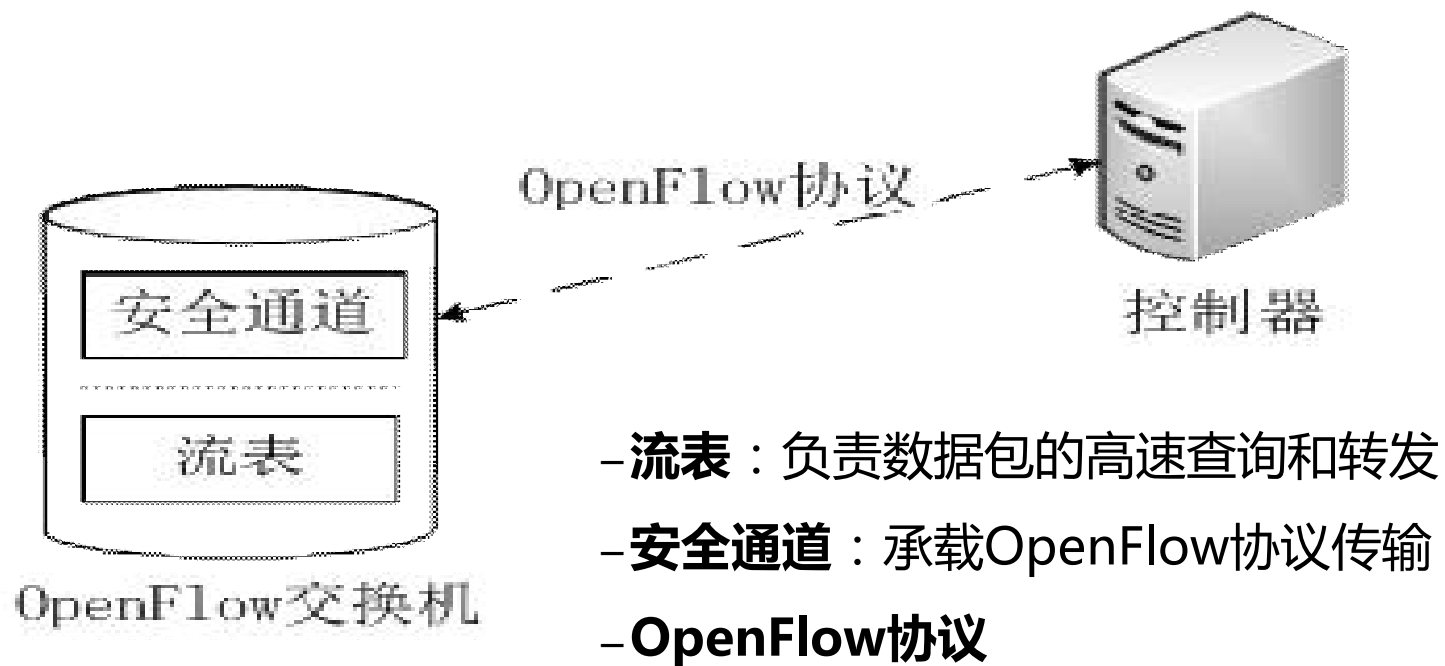 OpenFlow协议
安全通道
控制器
流表
–流表：负责数据包的高速查询和转发
–安全通道：承载OpenFlow协议传输
OpenFlow交换机
–OpenFlow协议